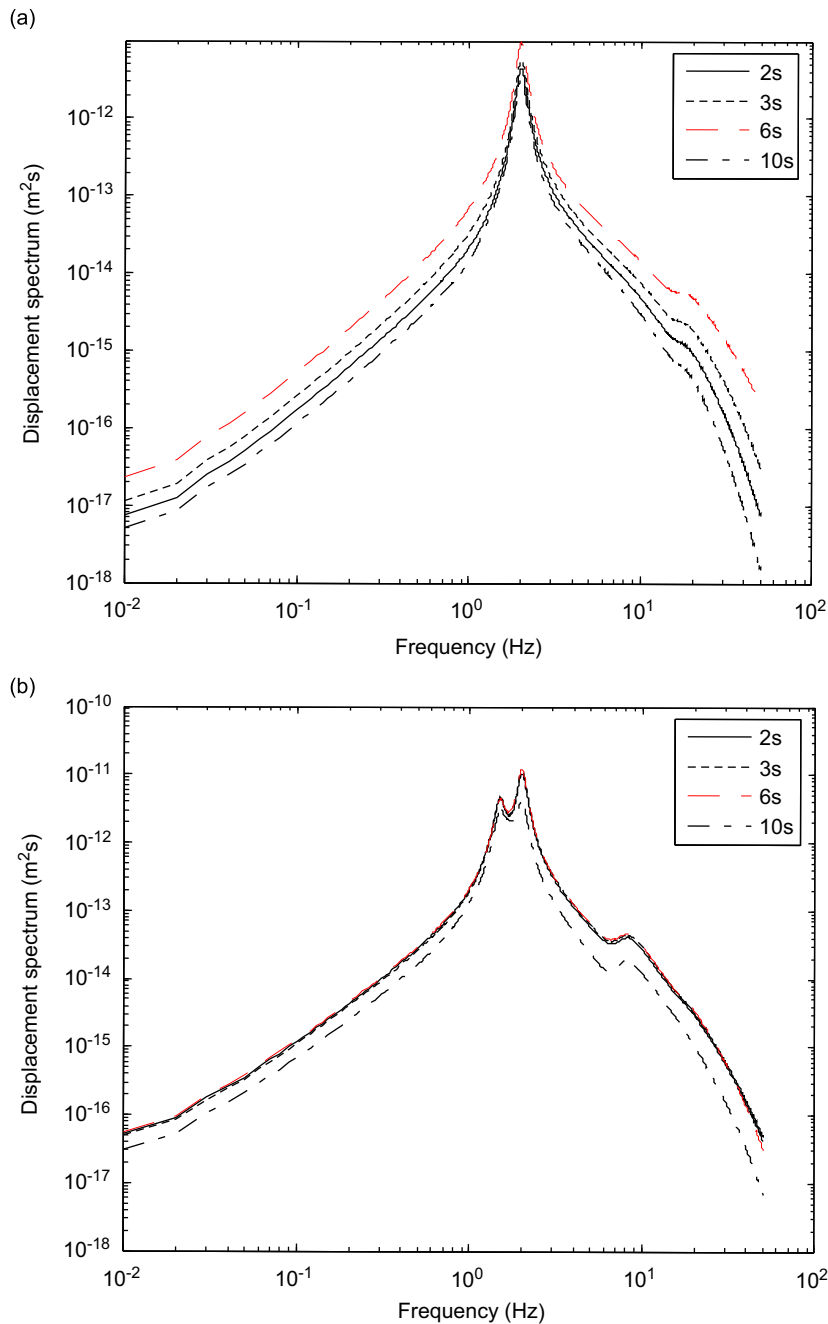 (a)
Displacement spectrum (m²s)
10⁻¹²
10⁻¹³
10⁻¹⁴
10⁻¹⁵
10⁻¹⁶
10⁻¹⁷
10⁻¹⁸
10⁻²
10⁻¹
10⁰
10¹
10²
Frequency (Hz)
2s
3s
6s
10s
(b)
Displacement spectrum (m²s)
10⁻¹⁰
10⁻¹¹
10⁻¹²
10⁻¹³
10⁻¹⁴
10⁻¹⁵
10⁻¹⁶
10⁻¹⁷
10⁻¹⁸
10⁻²
10⁻¹
10⁰
10¹
10²
Frequency (Hz)
2s
3s
6s
10s